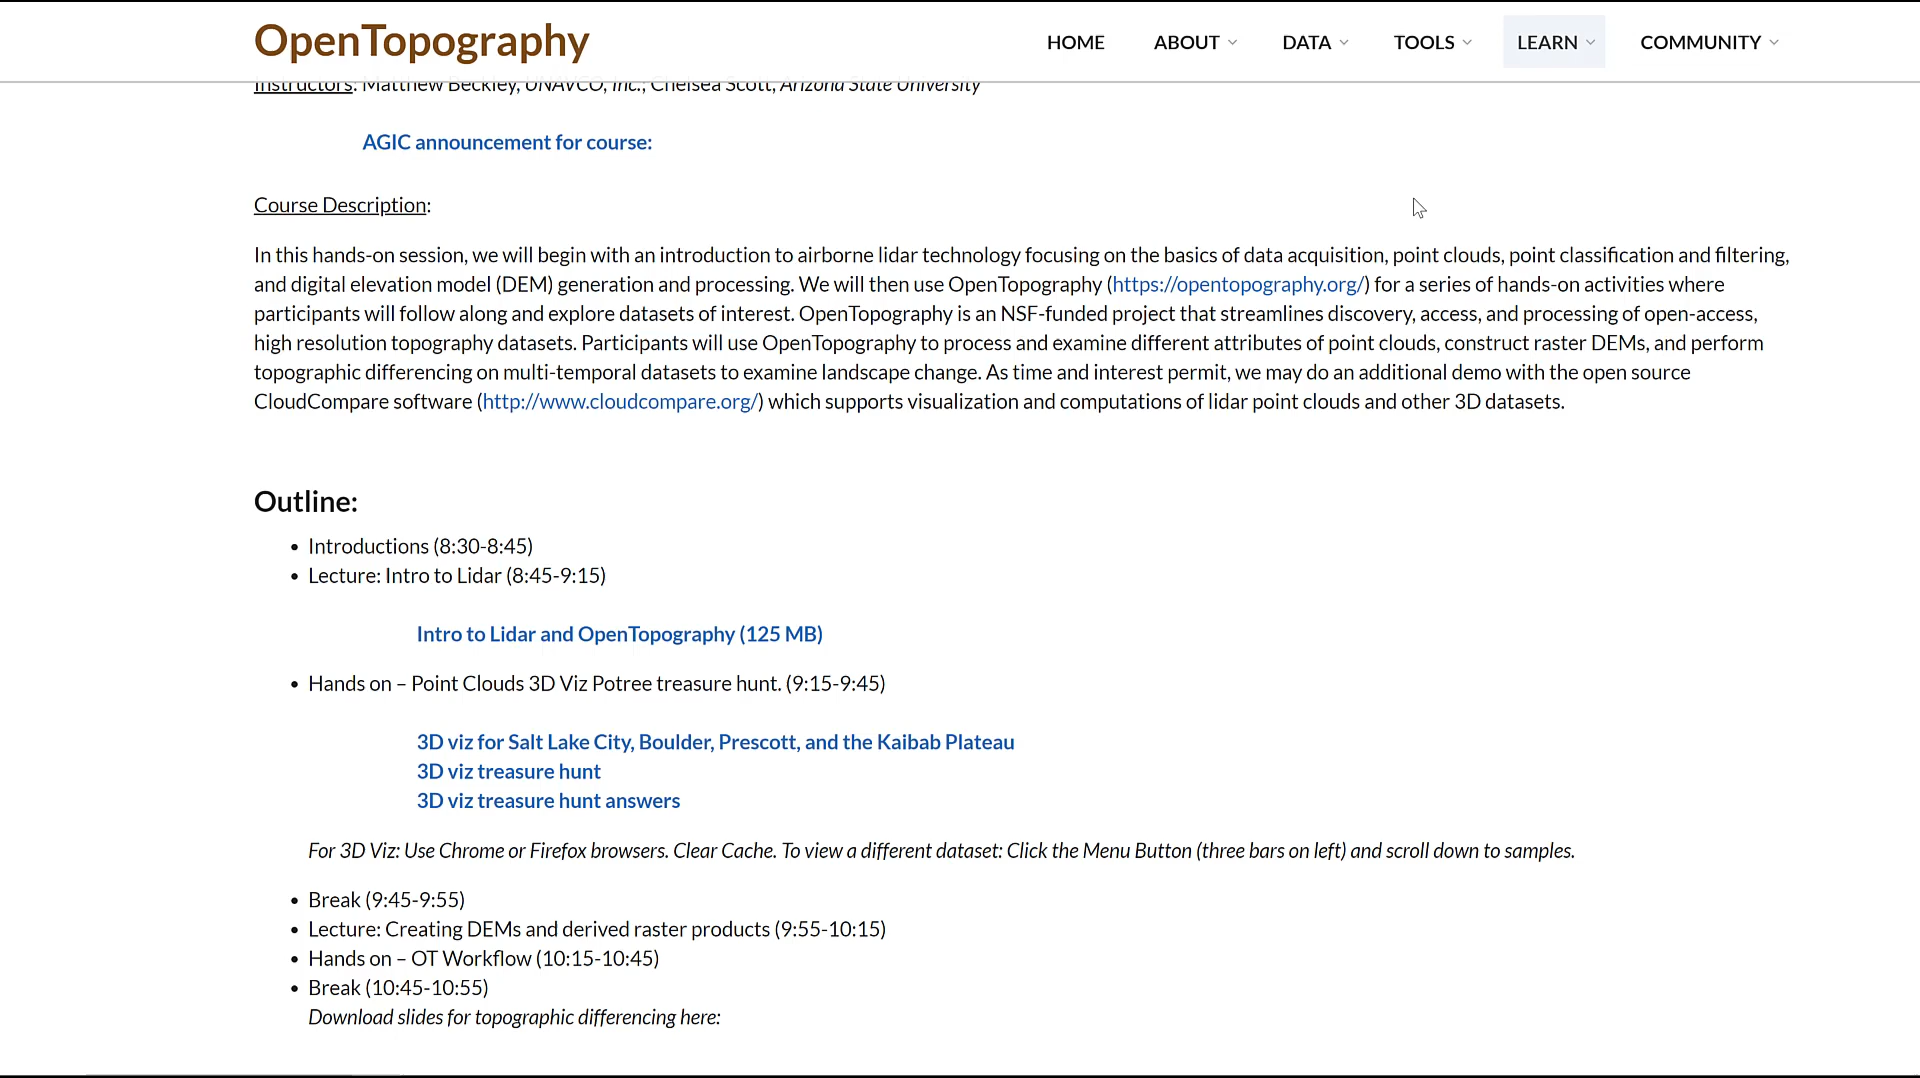 OpenTopography
HOME ABOUT DATA TOOLS LEARN COMMUNITY
Instructors: Matthew Beckley, UNAVCO, Inc.; Chelsea Scott, Arizona State University
AGIC announcement for course:
Course Description:
In this hands-on session, we will begin with an introduction to airborne lidar technology focusing on the basics of data acquisition, point clouds, point classification and filtering,
and digital elevation model (DEM) generation and processing. We will then use OpenTopography (https://opentopography.org/) for a series of hands-on activities where
participants will follow along and explore datasets of interest. OpenTopography is an NSF-funded project that streamlines discovery, access, and processing of open-access,
high resolution topography datasets. Participants will use OpenTopography to process and examine different attributes of point clouds, construct raster DEMs, and perform
topographic differencing on multi-temporal datasets to examine landscape change. As time and interest permit, we may do an additional demo with the open source
CloudCompare software (http://www.cloudcompare.org/) which supports visualization and computations of lidar point clouds and other 3D datasets.
Outline:
• Introductions (8:30-8:45)
• Lecture: Intro to Lidar (8:45-9:15)
Intro to Lidar and OpenTopography (125 MB)
• Hands on – Point Clouds 3D Viz Potree treasure hunt. (9:15-9:45)
3D viz for Salt Lake City, Boulder, Prescott, and the Kaibab Plateau
3D viz treasure hunt
3D viz treasure hunt answers
For 3D Viz: Use Chrome or Firefox browsers. Clear Cache. To view a different dataset: Click the Menu Button (three bars on left) and scroll down to samples.
• Break (9:45-9:55)
• Lecture: Creating DEMs and derived raster products (9:55-10:15)
• Hands on – OT Workflow (10:15-10:45)
• Break (10:45-10:55)
Download slides for topographic differencing here: